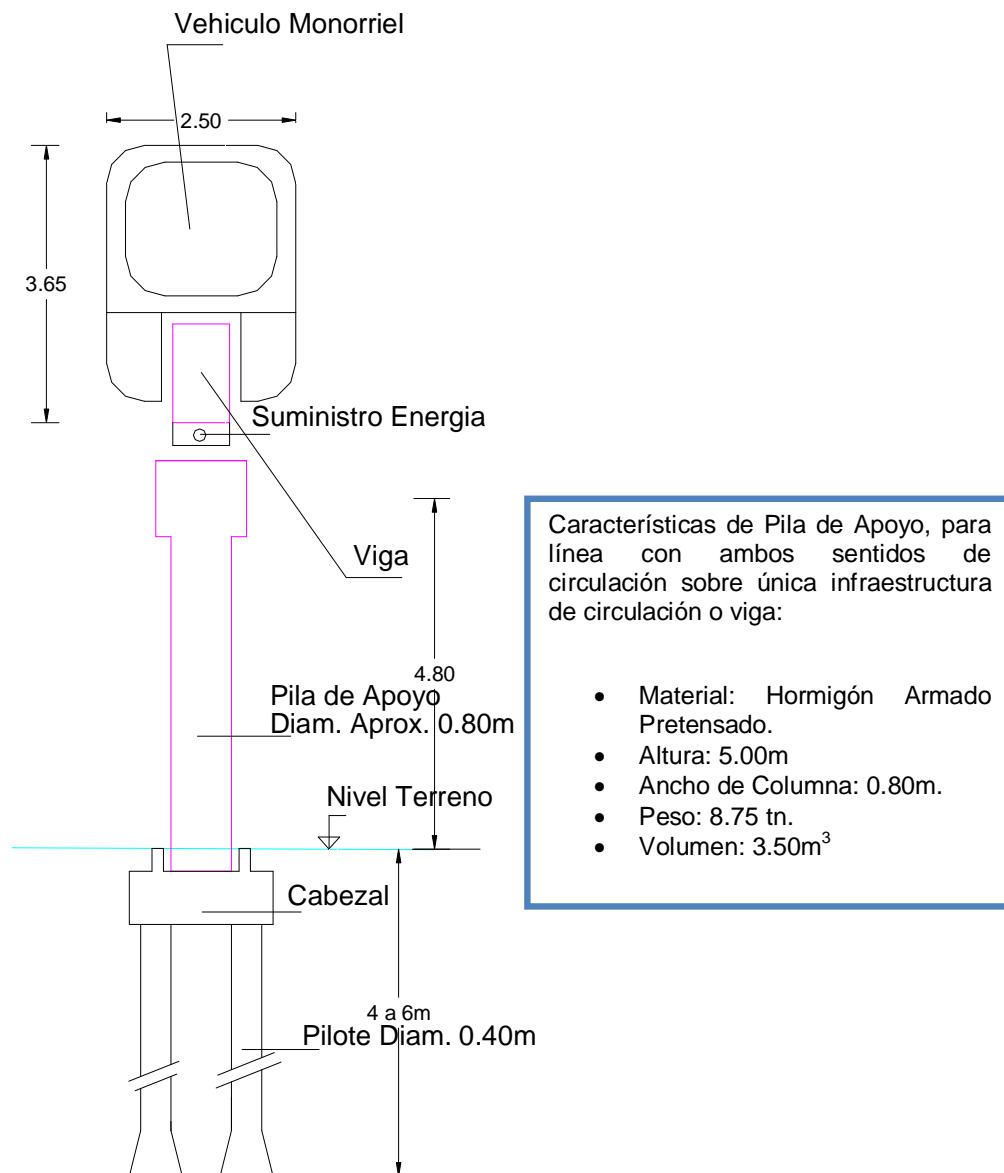 Vehiculo Monorriel
2.50
3.65
Suministro Energia
Viga
4.80
Pila de Apoyo
Diam. Aprox. 0.80m
Nivel Terreno
Cabezal
4 a 6m
Pilote Diam. 0.40m
Características de Pila de Apoyo, para
línea con ambos sentidos de
circulación sobre única infraestructura
de circulación o viga:
• Material: Hormigón Armado
Pretensado.
• Altura: 5.00m
• Ancho de Columna: 0.80m.
• Peso: 8.75 tn.
• Volumen: 3.50m³